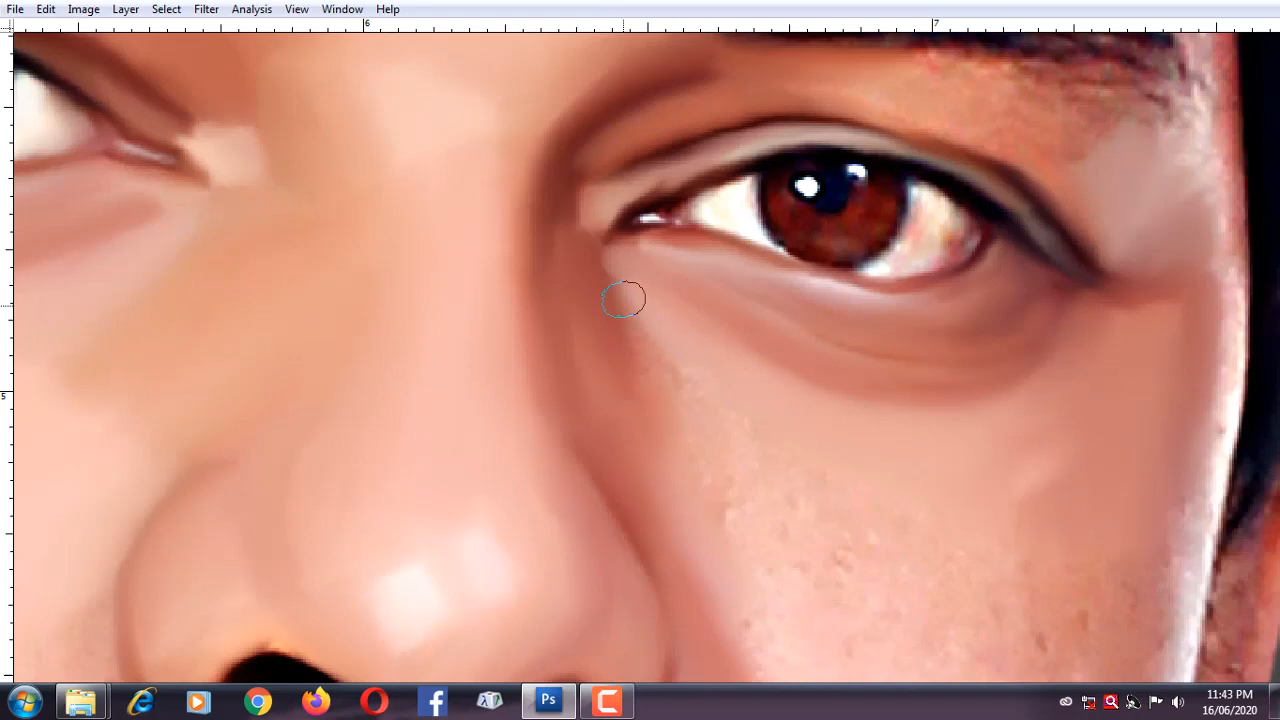 File Edit Image Layer Select Filter Analysis View Window Help
6 7
5
Ps
11:43 PM
16/06/2020